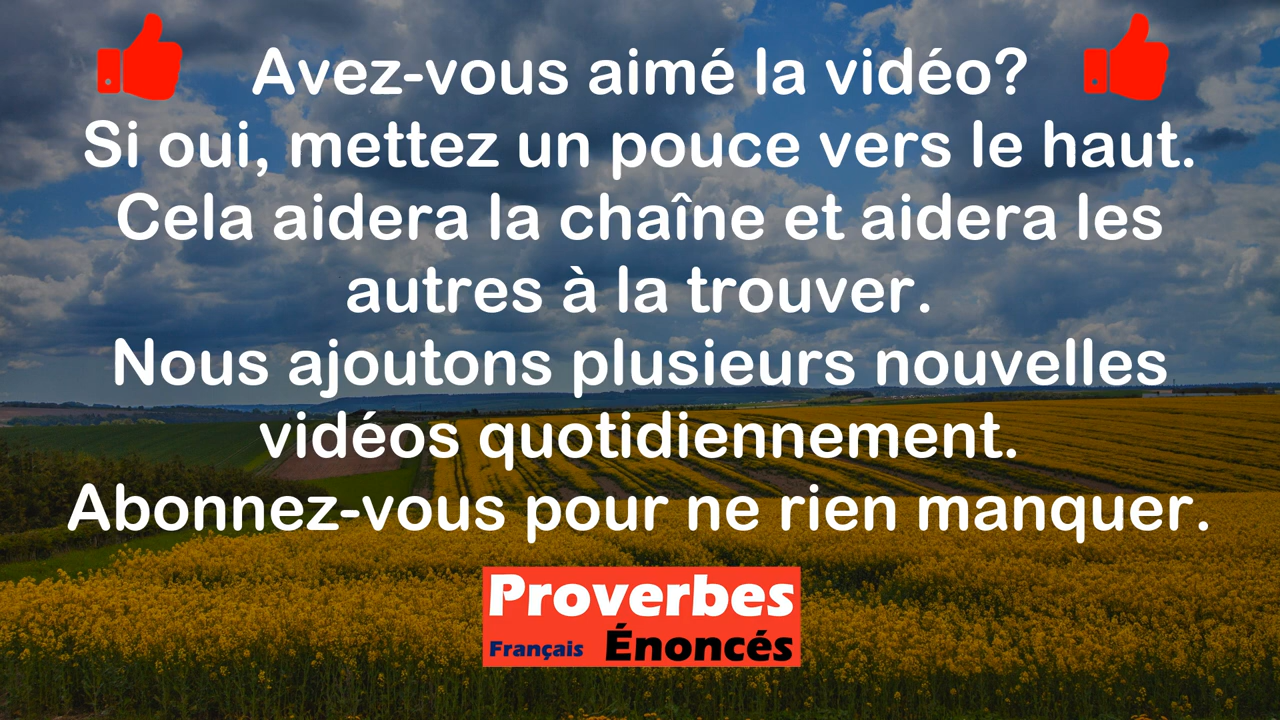 Avez-vous aimé la vidéo?
Si oui, mettez un pouce vers le haut.
Cela aidera la chaîne et aidera les
autres à la trouver.
Nous ajoutons plusieurs nouvelles
vidéos quotidiennement.
Abonnez-vous pour ne rien manquer.
Proverbes
Français Énoncés